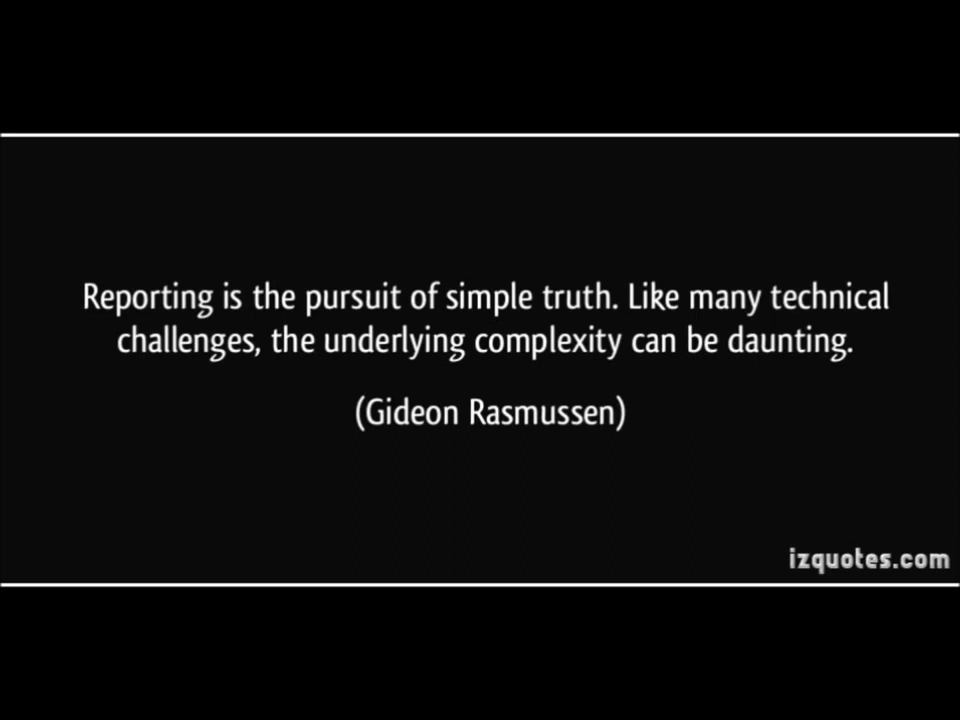 Reporting is the pursuit of simple truth. Like many technical
challenges, the underlying complexity can be daunting.
(Gideon Rasmussen)
izquotes.com